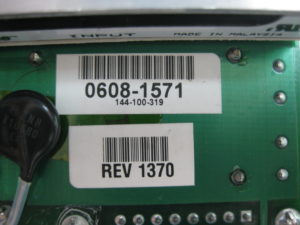 INPUT
MADE IN MALAYSIA
0608-1571
144-100-319
REV 1370